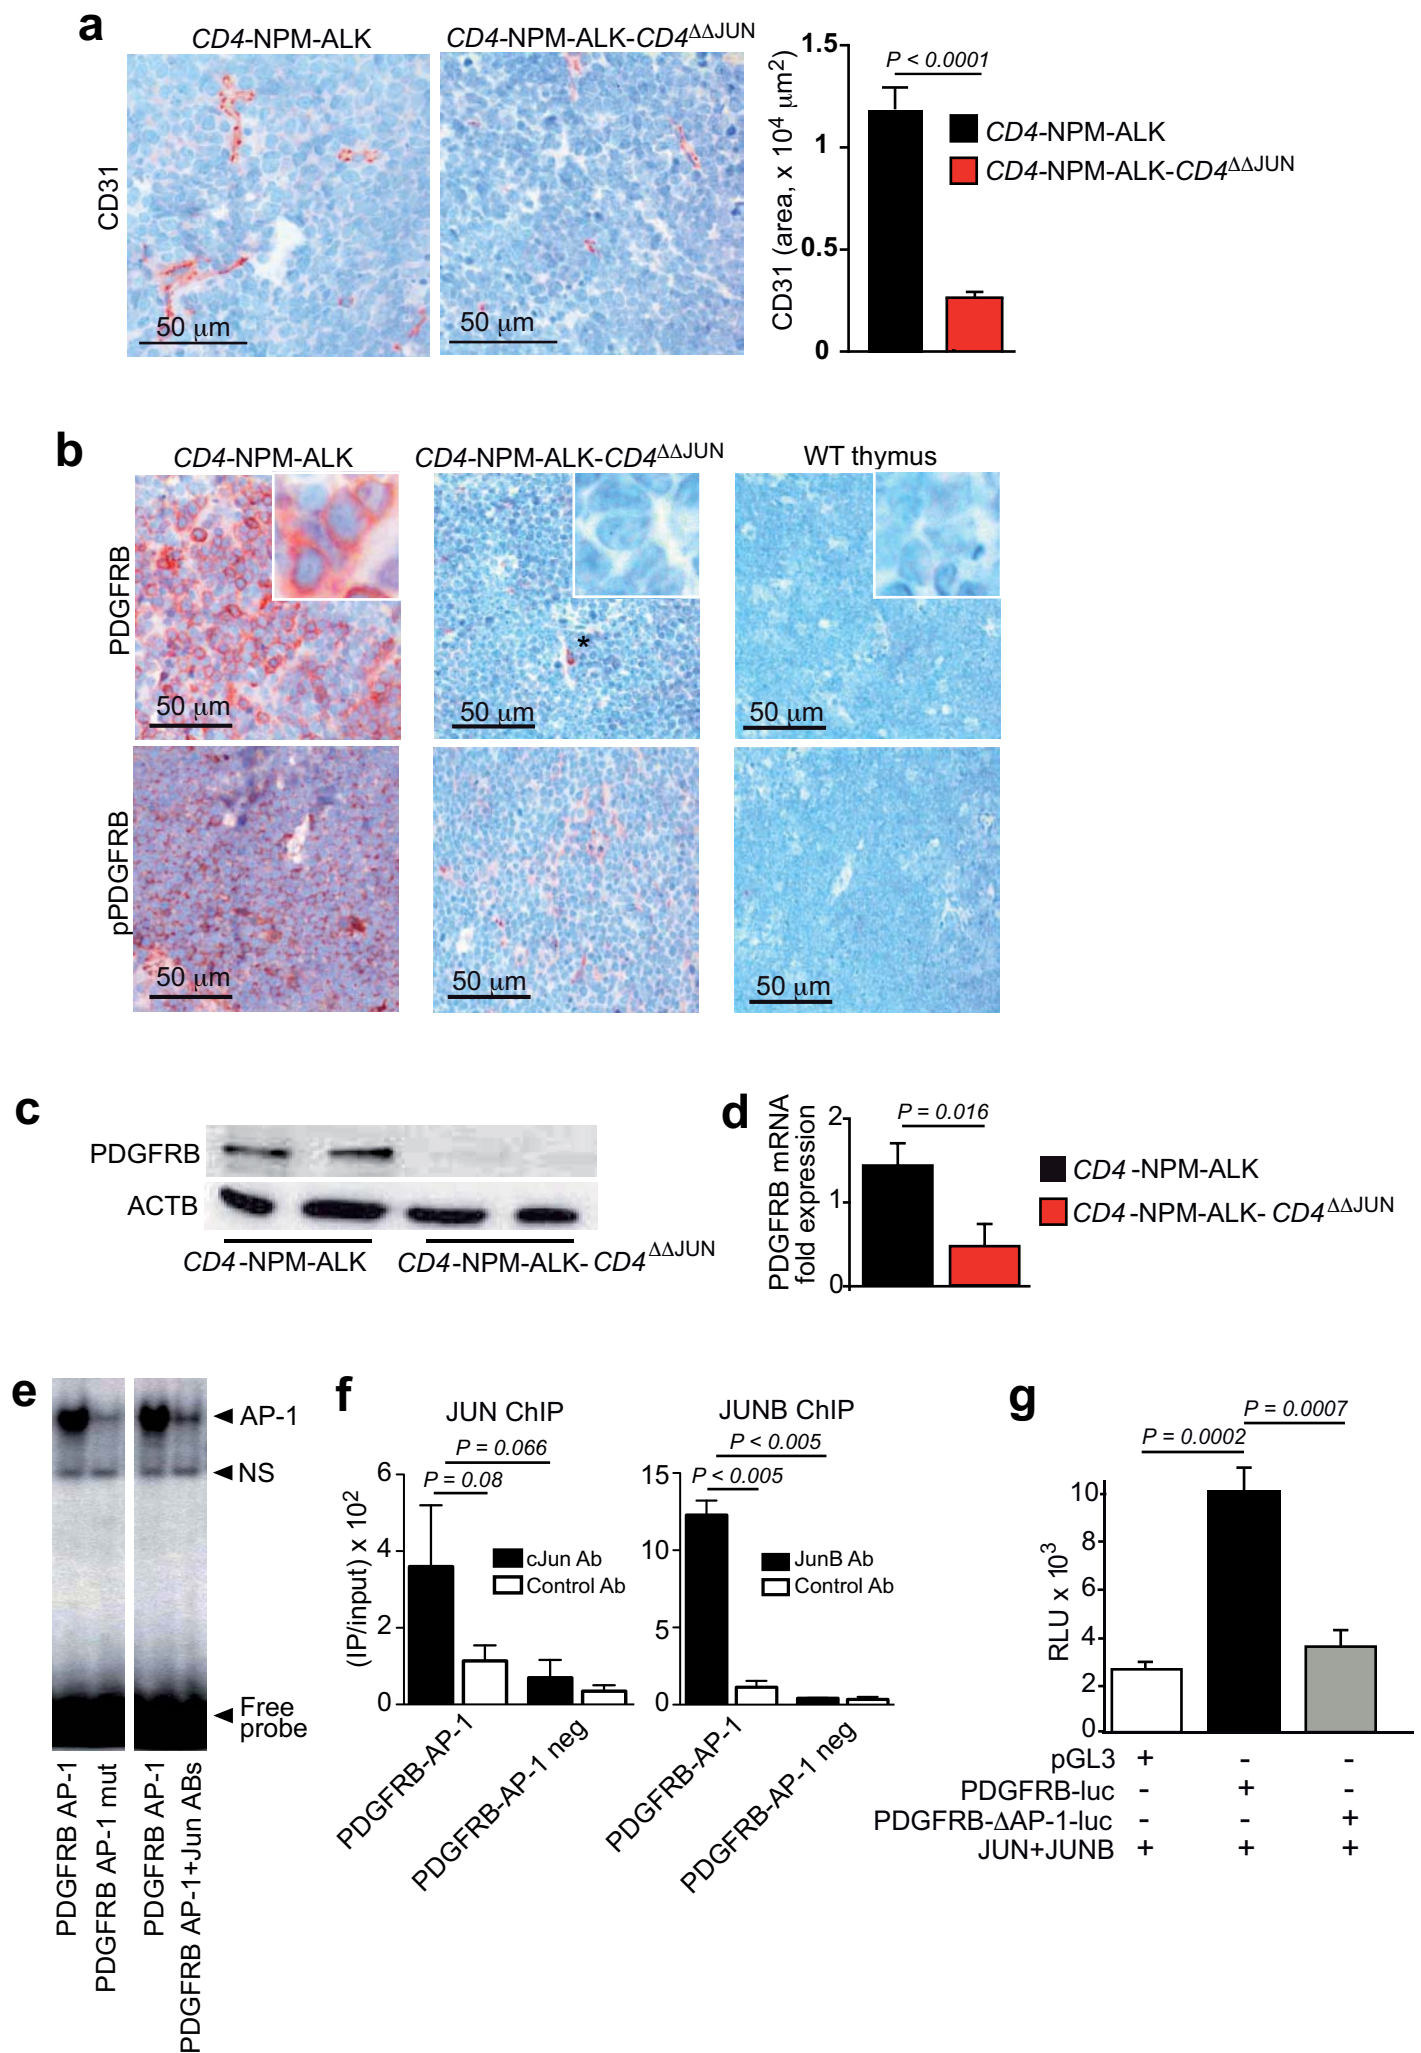 a
CD4-NPM-ALK
CD4-NPM-ALK-CD4ΔΔJUN
CD31
50 μm
50 μm
CD31 (area, x 10⁴ μm²)
1.5
1
0.5
0
P < 0.0001
CD4-NPM-ALK
CD4-NPM-ALK-CD4ΔΔJUN
b
CD4-NPM-ALK
CD4-NPM-ALK-CD4ΔΔJUN
WT thymus
PDGFRB
50 μm
*
50 μm
50 μm
pPDGFRB
50 μm
50 μm
50 μm
c
PDGFRB
ACTB
CD4-NPM-ALK
CD4-NPM-ALK-CD4ΔΔJUN
d
PDGFRB mRNA
fold expression
2
1
0
P = 0.016
CD4-NPM-ALK
CD4-NPM-ALK-CD4ΔΔJUN
e
AP-1
NS
Free
probe
PDGFRB AP-1
PDGFRB AP-1 mut
PDGFRB AP-1
PDGFRB AP-1+Jun ABs
f
JUN ChIP
P = 0.066
P = 0.08
(IP/input) x 10²
6
4
2
0
cJun Ab
Control Ab
PDGFRB-AP-1
PDGFRB-AP-1 neg
JUNB ChIP
P < 0.005
P < 0.005
15
10
5
0
JunB Ab
Control Ab
PDGFRB-AP-1
PDGFRB-AP-1 neg
g
P = 0.0007
P = 0.0002
RLU x 10³
10
8
6
4
2
0
pGL3 + - -
PDGFRB-luc - + -
PDGFRB-ΔAP-1-luc - - +
JUN+JUNB + + +